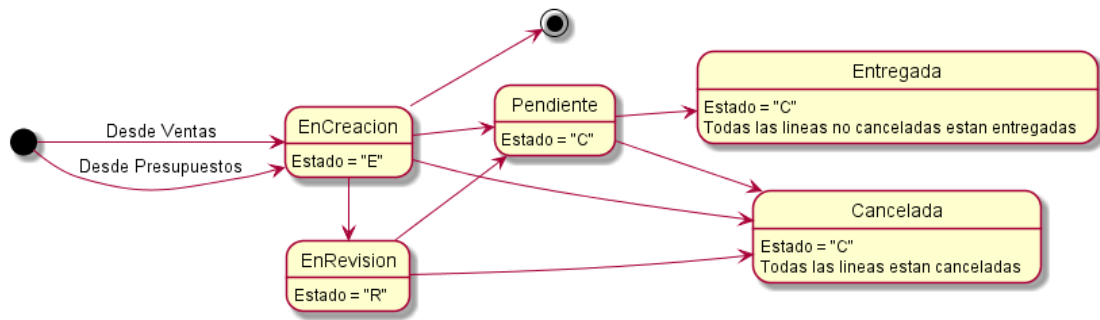 Desde Ventas
Desde Presupuestos
EnCreacion
Estado = "E"
EnRevision
Estado = "R"
Pendiente
Estado = "C"
Entregada
Estado = "C"
Todas las lineas no canceladas estan entregadas
Cancelada
Estado = "C"
Todas las lineas estan canceladas